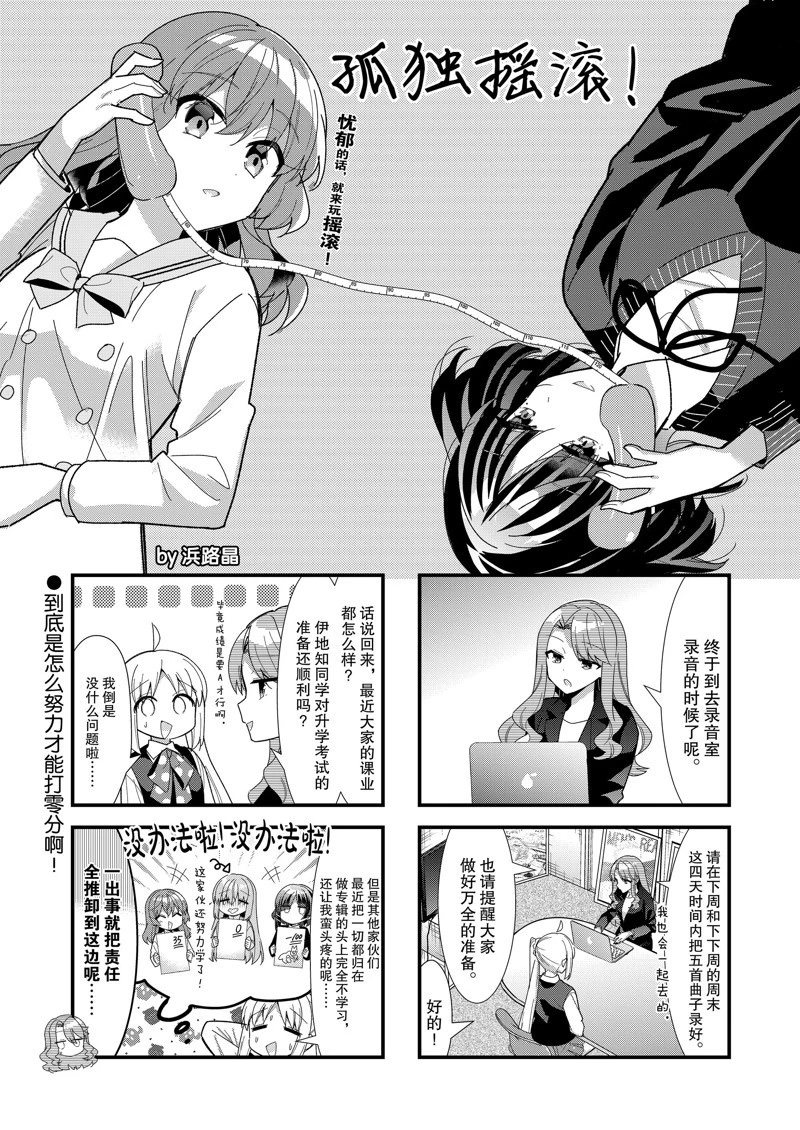 孤独摇滚！
忧郁的话，就来玩摇滚！
by 浜路晶
终于到去录音室
录音的时候了呢。
请在下周和下下周的周末
这四天时间内把五首曲子录好。
我也会一起去的。
也请提醒大家
做好万全的准备。
好的！
话说回来，最近大家的课业
都怎么样？
伊地知同学对升学考试的
准备还顺利吗？
毕竟成绩是要A才行啊。
我倒是
没什么问题啦……
但是其他家伙们
最近把一切都归在
做专辑的头上完全不学习，
还让我蛮头疼的呢……
没办法啦！没办法啦！
这家伙还努力学了！
35
0
/100
一出事就把责任
全推卸到这边呢……
●到底是怎么努力才能打零分啊！